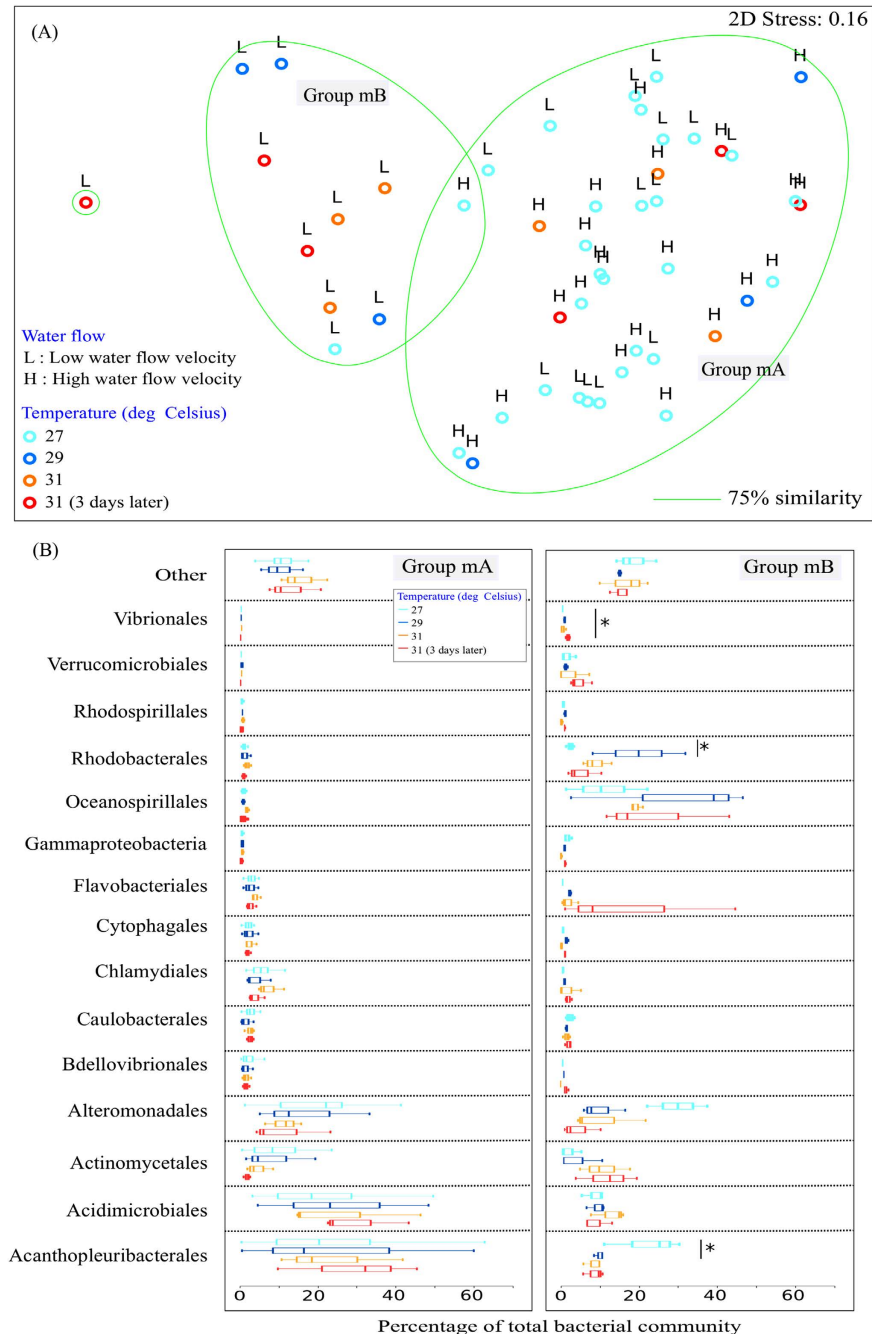 (A)
2D Stress: 0.16
L
L
L
H
L
H
Group mB
L
L
L
L
H
L
L
H
L
L
H
L
H
H
L
L
H
H
L
H
L
H
H
H
H
H
L
H
H
L
L
H
H
H
L
H
H
L
Group mA
Water flow
L : Low water flow velocity
H : High water flow velocity
L
L L L
H
H
H
H
Temperature (deg Celsius)
27
29
31
31 (3 days later)
75% similarity
(B)
Group mA
Group mB
Temperature (deg Celsius)
27
29
31
31 (3 days later)
Other
Vibrionales
*
Verrucomicrobiales
Rhodospirillales
Rhodobacterales
*
Oceanospirillales
Gammaproteobacteria
Flavobacteriales
Cytophagales
Chlamydiales
Caulobacterales
Bdellovibrionales
Alteromonadales
Actinomycetales
Acidimicrobiales
Acanthopleuribacterales
*
0 20 40 60 0 20 40 60
Percentage of total bacterial community